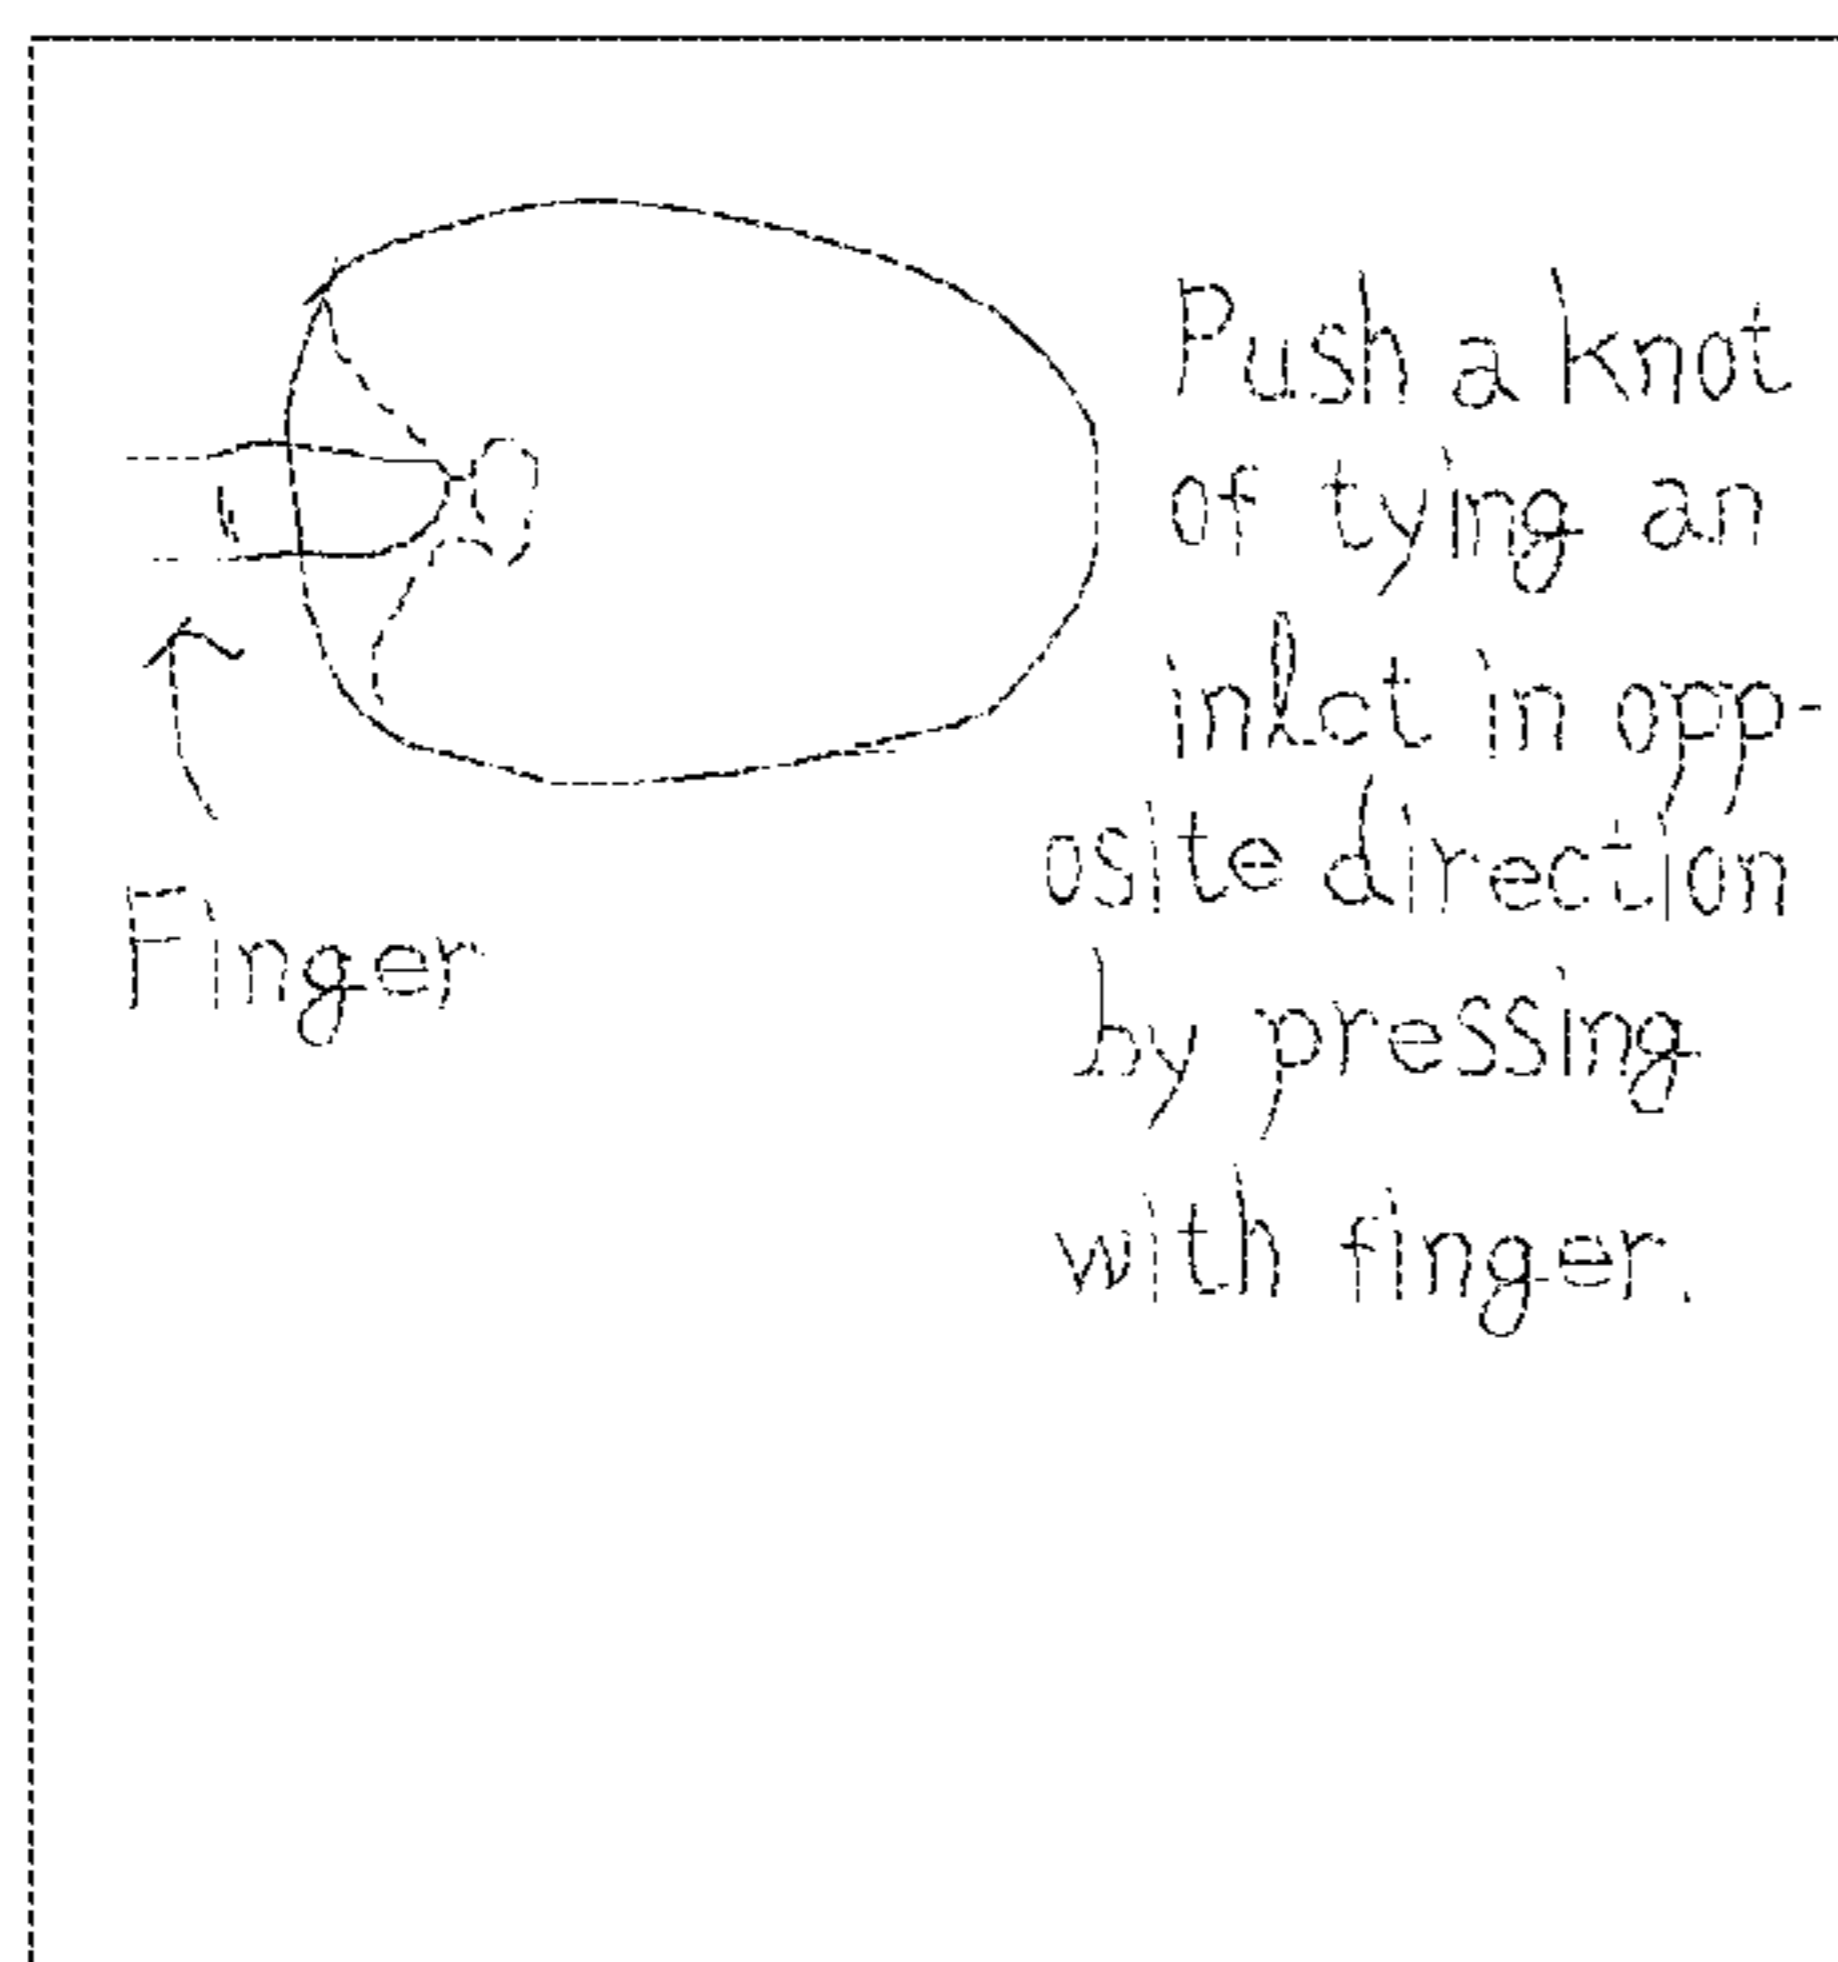 Push a knot
of tying an
inlet in opp-
osite direction
by pressing
with finger.
Finger